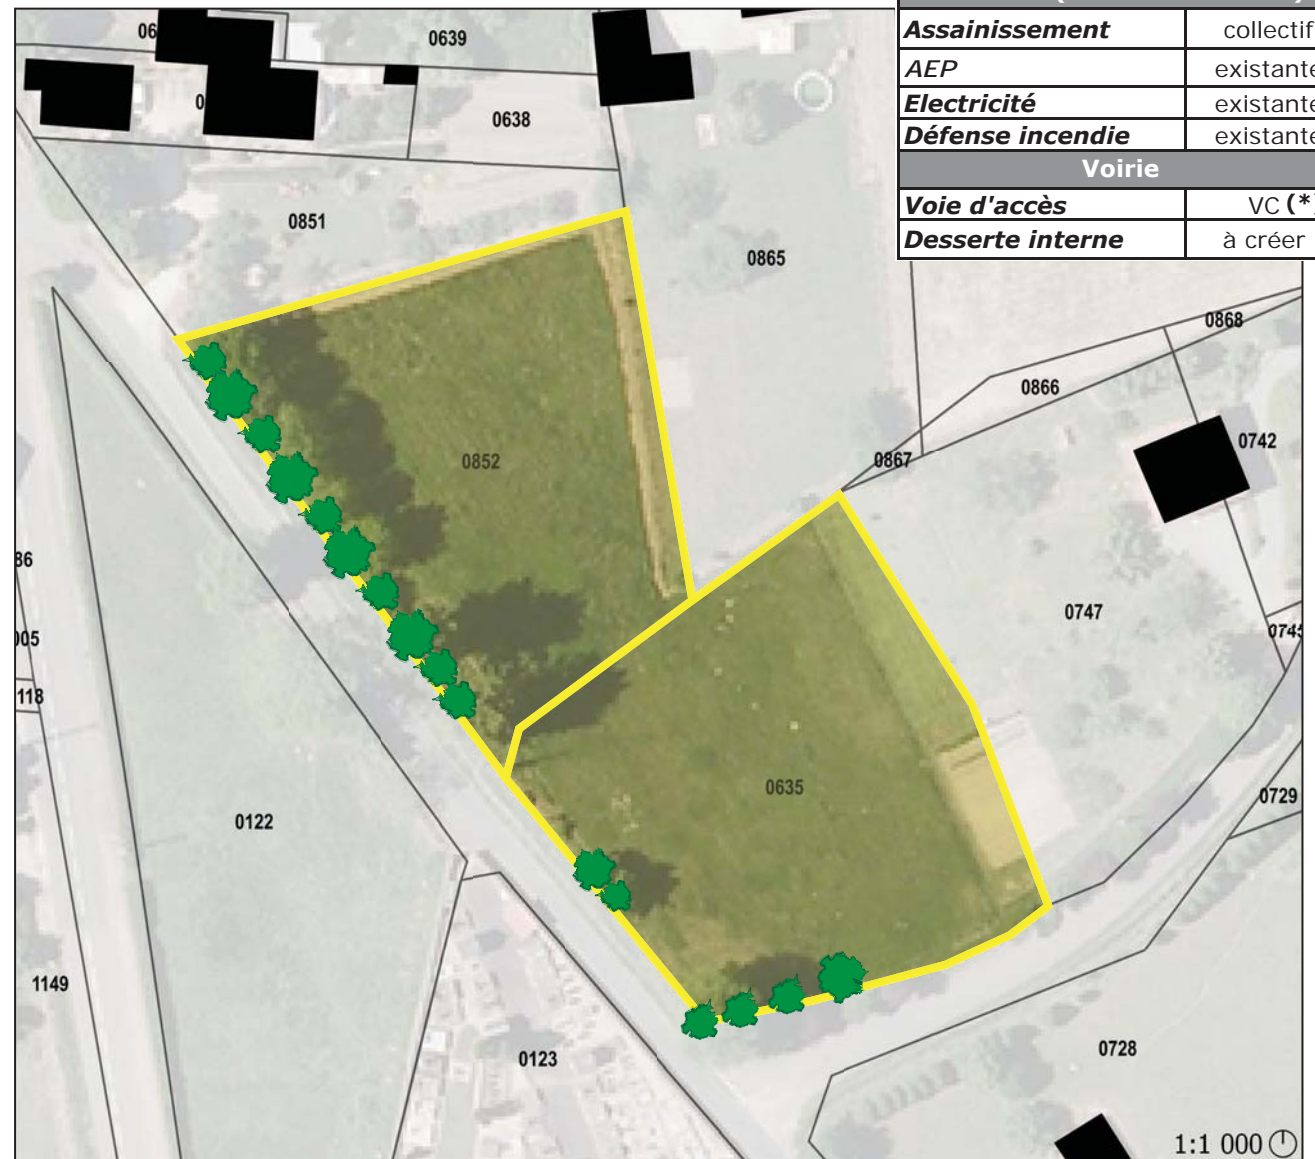 Assainissement collectif
AEP existante
Electricité existante
Défense incendie existante
Voirie
Voie d'accès VC (*)
Desserte interne à créer
0639
0638
0851
0865
0868
0866
0742
0867
0852
0747
0635
0729
0122
1149
0123
0728
118
1:1 000